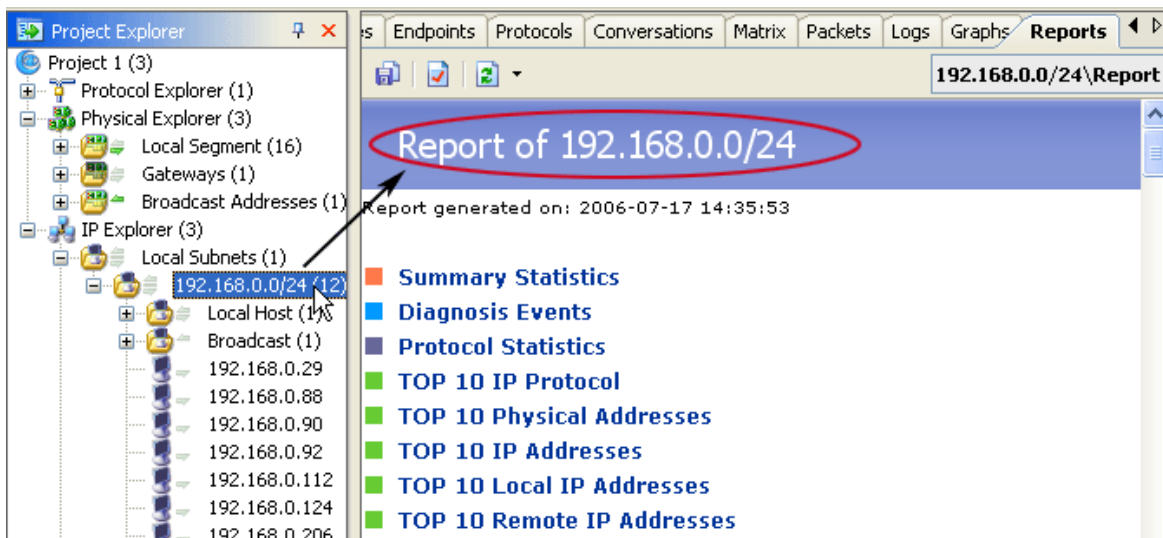 Project Explorer
Project 1 (3)
Protocol Explorer (1)
Physical Explorer (3)
Local Segment (16)
Gateways (1)
Broadcast Addresses (1)
IP Explorer (3)
Local Subnets (1)
192.168.0.0/24 (12)
Local Host (1)
Broadcast (1)
192.168.0.29
192.168.0.88
192.168.0.90
192.168.0.92
192.168.0.112
192.168.0.124
192.168.0.206
Endpoints Protocols Conversations Matrix Packets Logs Graphs Reports
192.168.0.0/24\Report
Report of 192.168.0.0/24
Report generated on: 2006-07-17 14:35:53
Summary Statistics
Diagnosis Events
Protocol Statistics
TOP 10 IP Protocol
TOP 10 Physical Addresses
TOP 10 IP Addresses
TOP 10 Local IP Addresses
TOP 10 Remote IP Addresses